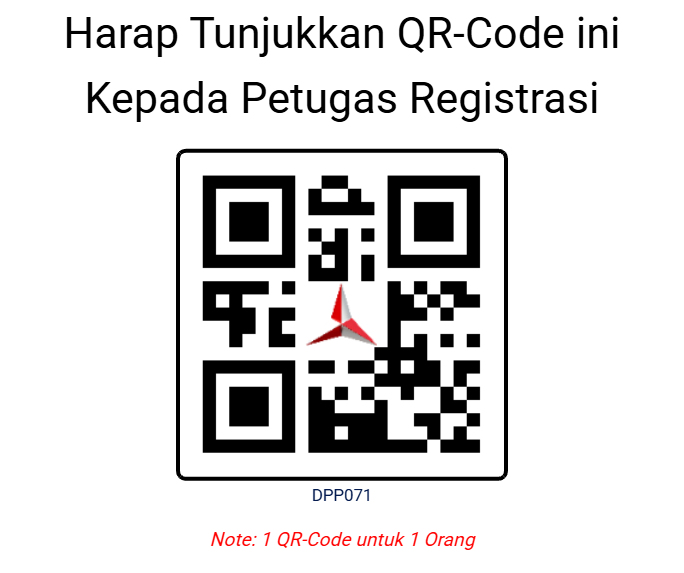 Harap Tunjukkan QR-Code ini
Kepada Petugas Registrasi
DPP071
Note: 1 QR-Code untuk 1 Orang